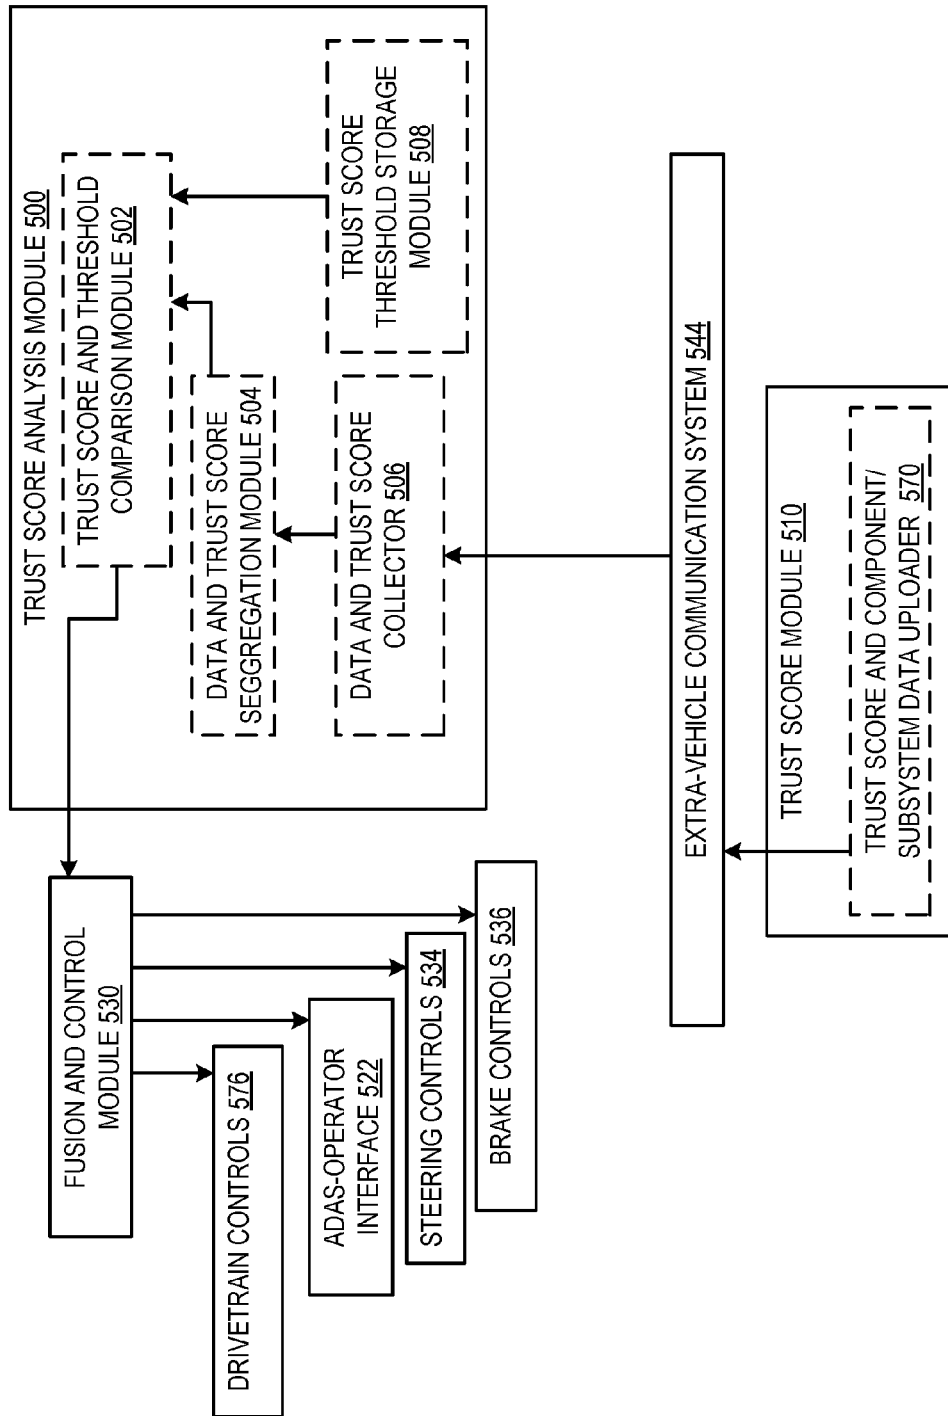 TRUST SCORE ANALYSIS MODULE 500
TRUST SCORE AND THRESHOLD
COMPARISON MODULE 502
DATA AND TRUST SCORE
SEGGREGATION MODULE 504
DATA AND TRUST SCORE
COLLECTOR 506
TRUST SCORE
THRESHOLD STORAGE
MODULE 508
FUSION AND CONTROL
MODULE 530
DRIVETRAIN CONTROLS 576
ADAS-OPERATOR
INTERFACE 522
STEERING CONTROLS 534
BRAKE CONTROLS 536
EXTRA-VEHICLE COMMUNICATION SYSTEM 544
TRUST SCORE MODULE 510
TRUST SCORE AND COMPONENT/
SUBSYSTEM DATA UPLOADER 570